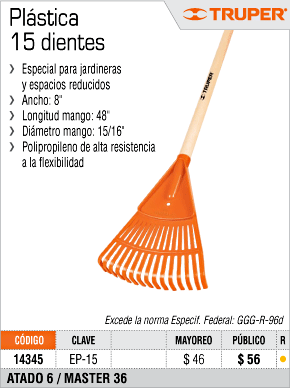 TRUPER®
Plástica
15 dientes
Especial para jardineras
y espacios reducidos
Ancho: 8"
Longitud mango: 48"
Diámetro mango: 15/16"
Polipropileno de alta resistencia
a la flexibilidad
Excede la norma Especif. Federal: GGG-R-96d
CÓDIGO CLAVE MAYOREO PÚBLICO R
14345 EP-15 $ 46 $ 56
ATADO 6 / MASTER 36